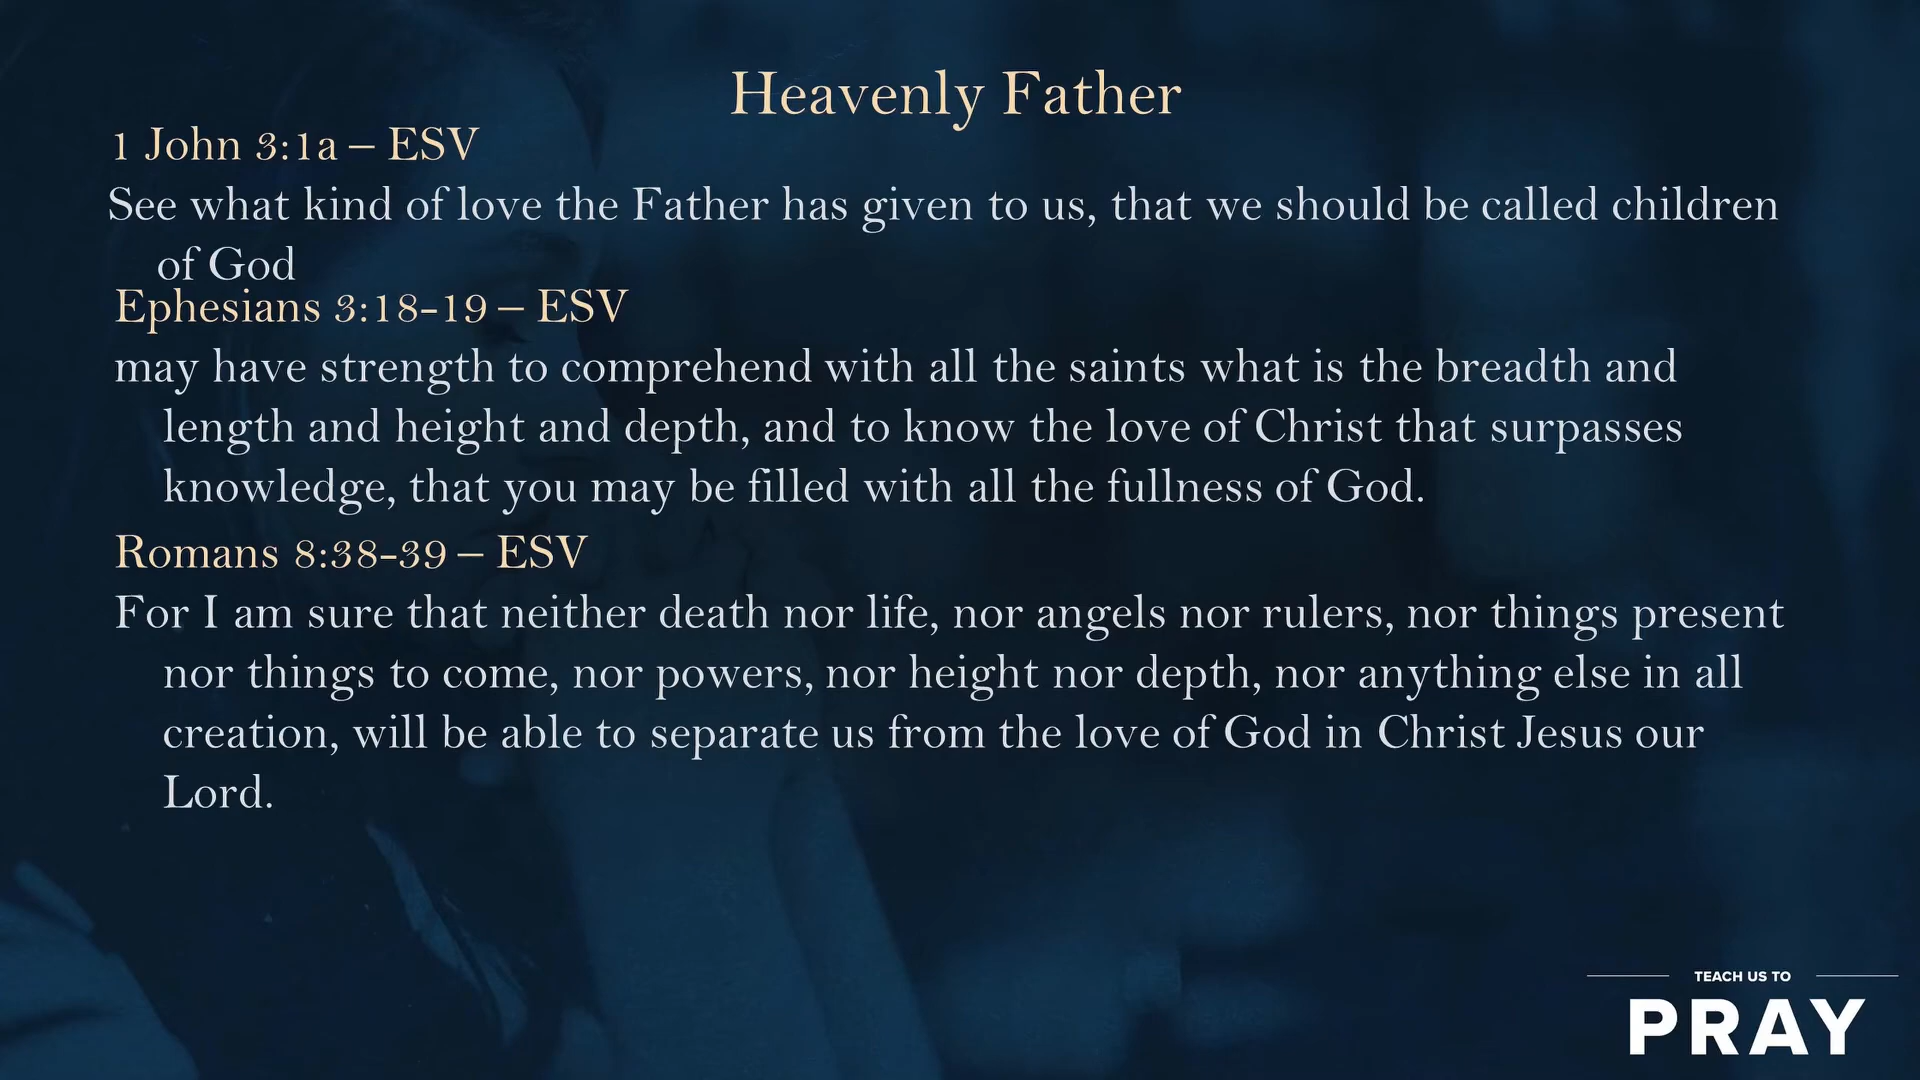 Heavenly Father
1 John 3:1a – ESV
See what kind of love the Father has given to us, that we should be called children
of God
Ephesians 3:18-19 – ESV
may have strength to comprehend with all the saints what is the breadth and
length and height and depth, and to know the love of Christ that surpasses
knowledge, that you may be filled with all the fullness of God.
Romans 8:38-39 – ESV
For I am sure that neither death nor life, nor angels nor rulers, nor things present
nor things to come, nor powers, nor height nor depth, nor anything else in all
creation, will be able to separate us from the love of God in Christ Jesus our
Lord.
TEACH US TO
PRAY